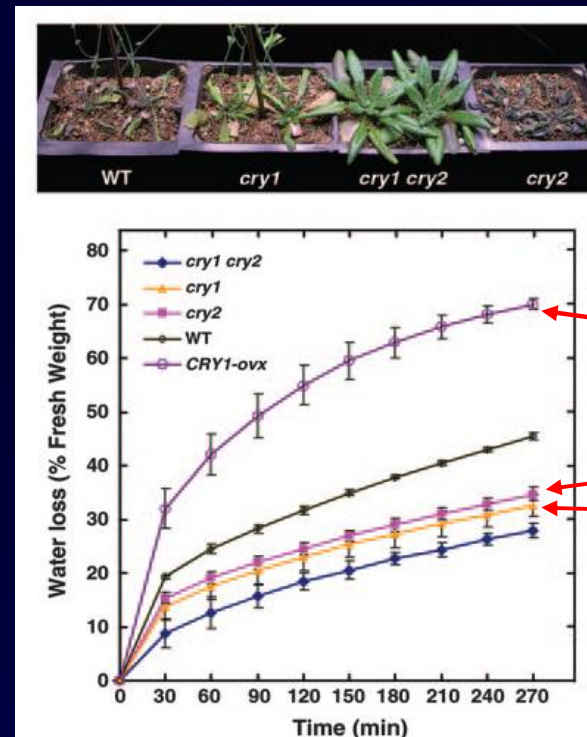 WT cry1 cry1 cry2 cry2
80
70
60
50
40
30
20
10
0
Water loss (% Fresh Weight)
cry1 cry2
cry1
cry2
WT
CRY1-ovx
0 30 60 90 120 150 180 210 240 270
Time (min)